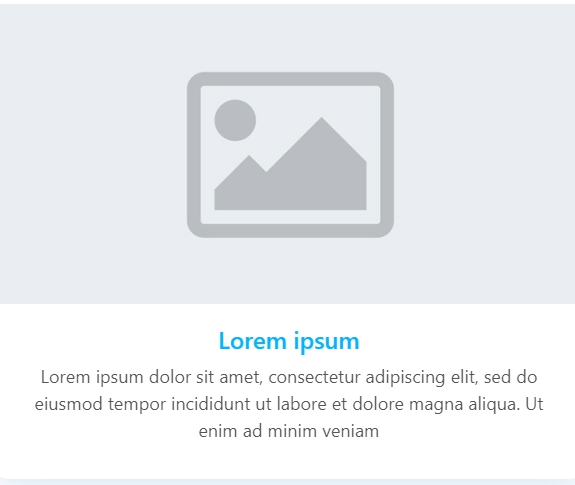 Lorem ipsum
Lorem ipsum dolor sit amet, consectetur adipiscing elit, sed do
eiusmod tempor incididunt ut labore et dolore magna aliqua. Ut
enim ad minim veniam